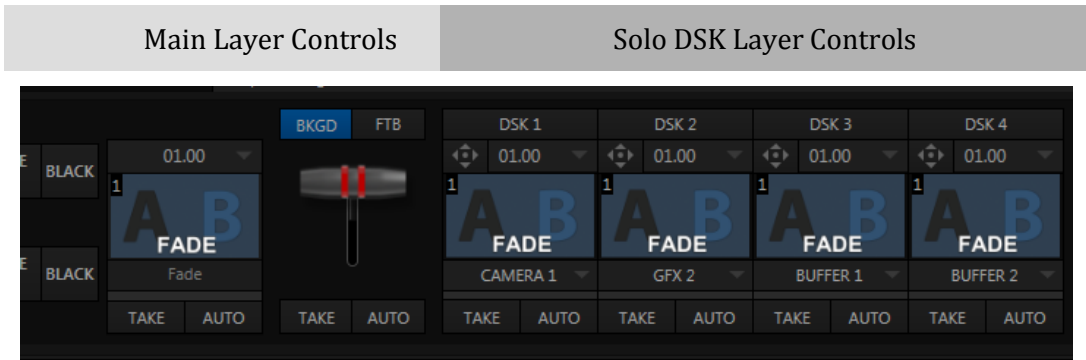 Main Layer Controls Solo DSK Layer Controls
BKGD FTB DSK 1 DSK 2 DSK 3 DSK 4
E BLACK 01.00 01.00 01.00 01.00 01.00
1 A B FADE 1 A B FADE 1 A B FADE 1 A B FADE 1 A B FADE
E BLACK Fade CAMERA 1 GFX 2 BUFFER 1 BUFFER 2
TAKE AUTO TAKE AUTO TAKE AUTO TAKE AUTO TAKE AUTO TAKE AUTO